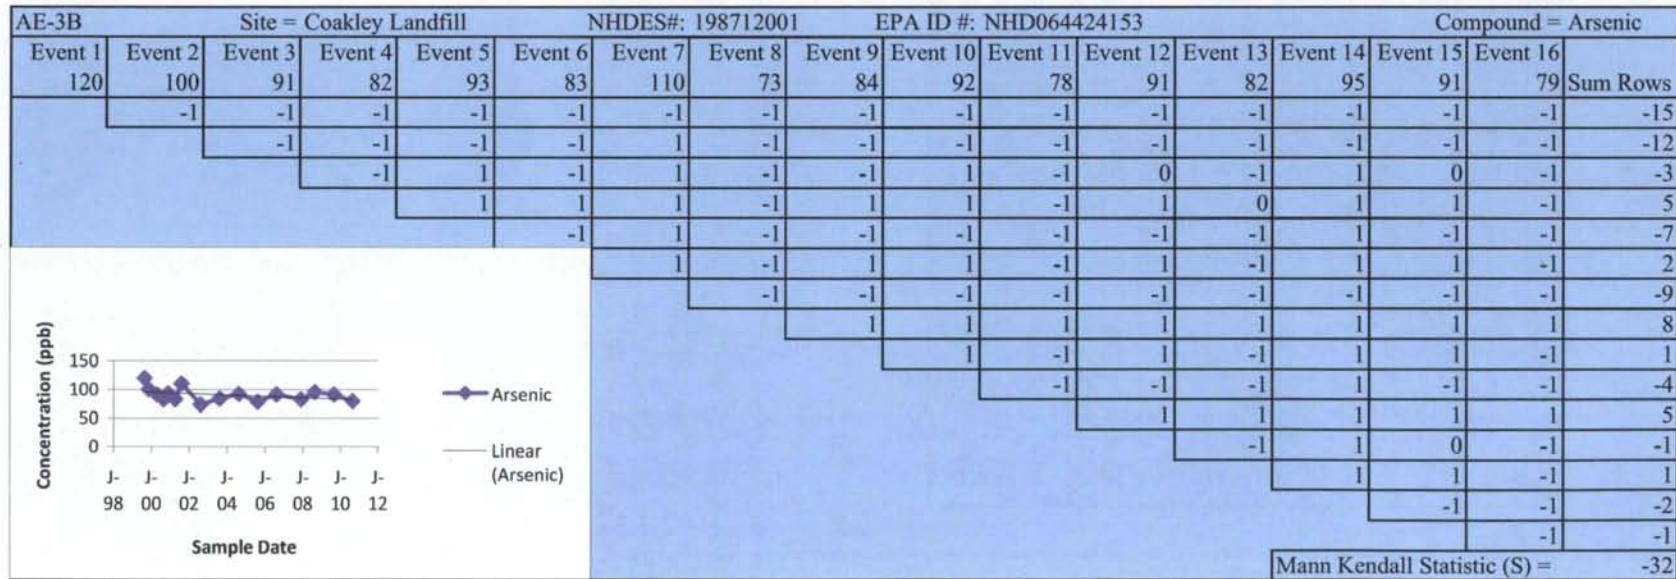 AE-3B Site = Coakley Landfill NHDES#: 198712001 EPA ID #: NHD064424153 Compound = Arsenic
Event 1 Event 2 Event 3 Event 4 Event 5 Event 6 Event 7 Event 8 Event 9 Event 10 Event 11 Event 12 Event 13 Event 14 Event 15 Event 16
120 100 91 82 93 83 110 73 84 92 78 91 82 95 91 79 Sum Rows
-1 -1 -1 -1 -1 -1 -1 -1 -1 -1 -1 -1 -1 -1 -1 -15
-1 -1 -1 -1 1 -1 -1 -1 -1 -1 -1 -1 -1 -1 -12
-1 1 -1 1 -1 -1 1 -1 0 -1 1 0 -1 -3
1 1 1 -1 1 1 -1 1 0 1 1 -1 5
-1 1 -1 -1 -1 -1 -1 -1 1 -1 -1 -7
1 -1 1 1 -1 1 -1 1 1 -1 2
-1 -1 -1 -1 -1 -1 -1 -1 -1 -9
1 1 1 1 1 1 1 1 8
1 -1 1 -1 1 1 -1 1
-1 -1 -1 1 -1 -1 -4
1 1 1 1 1 5
-1 1 0 -1 -1
1 1 -1 1
-1 -1 -2
-1 -1
Mann Kendall Statistic (S) = -32
Concentration (ppb)
150
100
50
0
J- J- J- J- J- J- J- J-
98 00 02 04 06 08 10 12
Sample Date
Arsenic
Linear
(Arsenic)